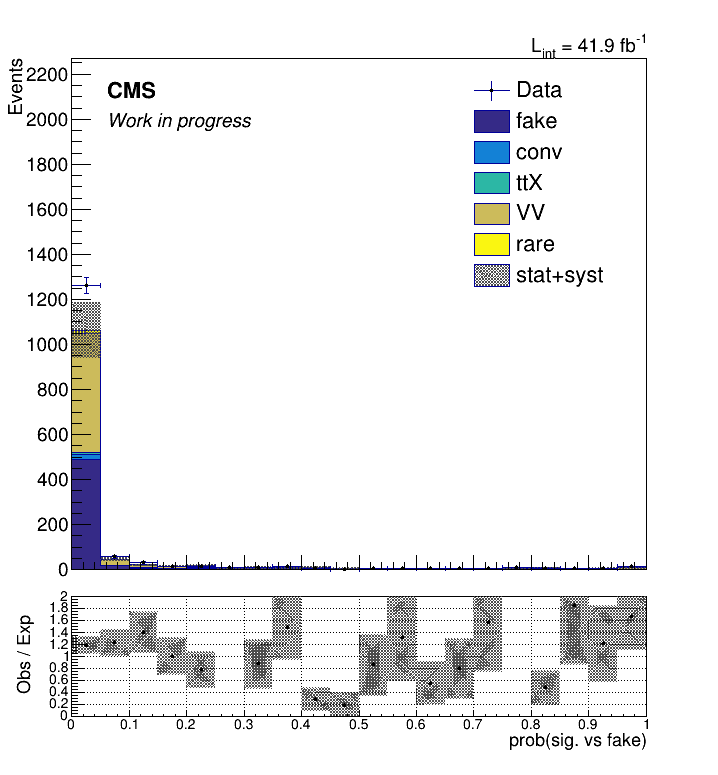 L_int = 41.9 fb^-1
Events
CMS
Work in progress
Data
fake
conv
ttX
VV
rare
stat+syst
2200
2000
1800
1600
1400
1200
1000
800
600
400
200
0
Obs / Exp
2
1.8
1.6
1.4
1.2
1
0.8
0.6
0.4
0.2
0
0 0.1 0.2 0.3 0.4 0.5 0.6 0.7 0.8 0.9 1
prob(sig. vs fake)